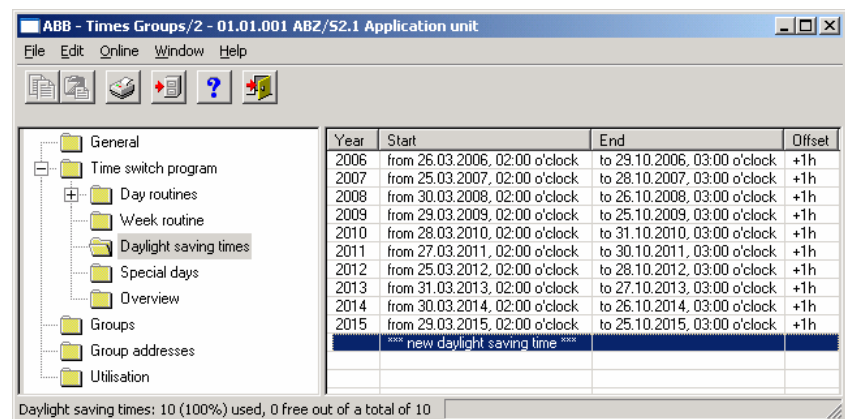 ABB - Times Groups/2 - 01.01.001 ABZ/S2.1 Application unit
File Edit Online Window Help
General
Time switch program
Day routines
Week routine
Daylight saving times
Special days
Overview
Groups
Group addresses
Utilisation
Year Start End Offset
2006 from 26.03.2006, 02:00 o'clock to 29.10.2006, 03:00 o'clock +1h
2007 from 25.03.2007, 02:00 o'clock to 28.10.2007, 03:00 o'clock +1h
2008 from 30.03.2008, 02:00 o'clock to 26.10.2008, 03:00 o'clock +1h
2009 from 29.03.2009, 02:00 o'clock to 25.10.2009, 03:00 o'clock +1h
2010 from 28.03.2010, 02:00 o'clock to 31.10.2010, 03:00 o'clock +1h
2011 from 27.03.2011, 02:00 o'clock to 30.10.2011, 03:00 o'clock +1h
2012 from 25.03.2012, 02:00 o'clock to 28.10.2012, 03:00 o'clock +1h
2013 from 31.03.2013, 02:00 o'clock to 27.10.2013, 03:00 o'clock +1h
2014 from 30.03.2014, 02:00 o'clock to 26.10.2014, 03:00 o'clock +1h
2015 from 29.03.2015, 02:00 o'clock to 25.10.2015, 03:00 o'clock +1h
*** new daylight saving time ***
Daylight saving times: 10 (100%) used, 0 free out of a total of 10